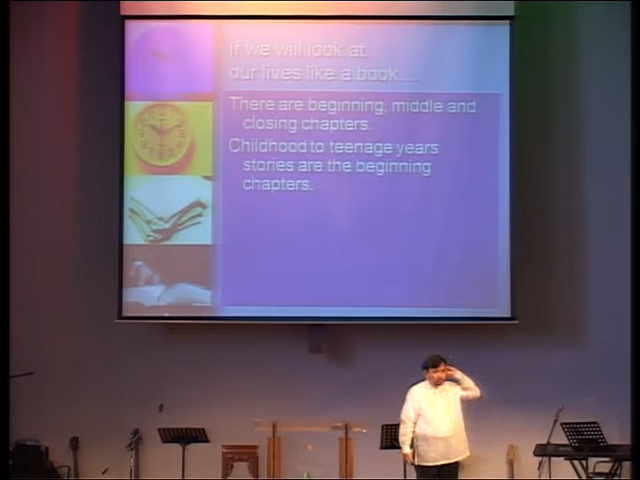 If we will look at
our lives like a book....
There are beginning, middle and
closing chapters.
Childhood to teenage years
stories are the beginning
chapters.